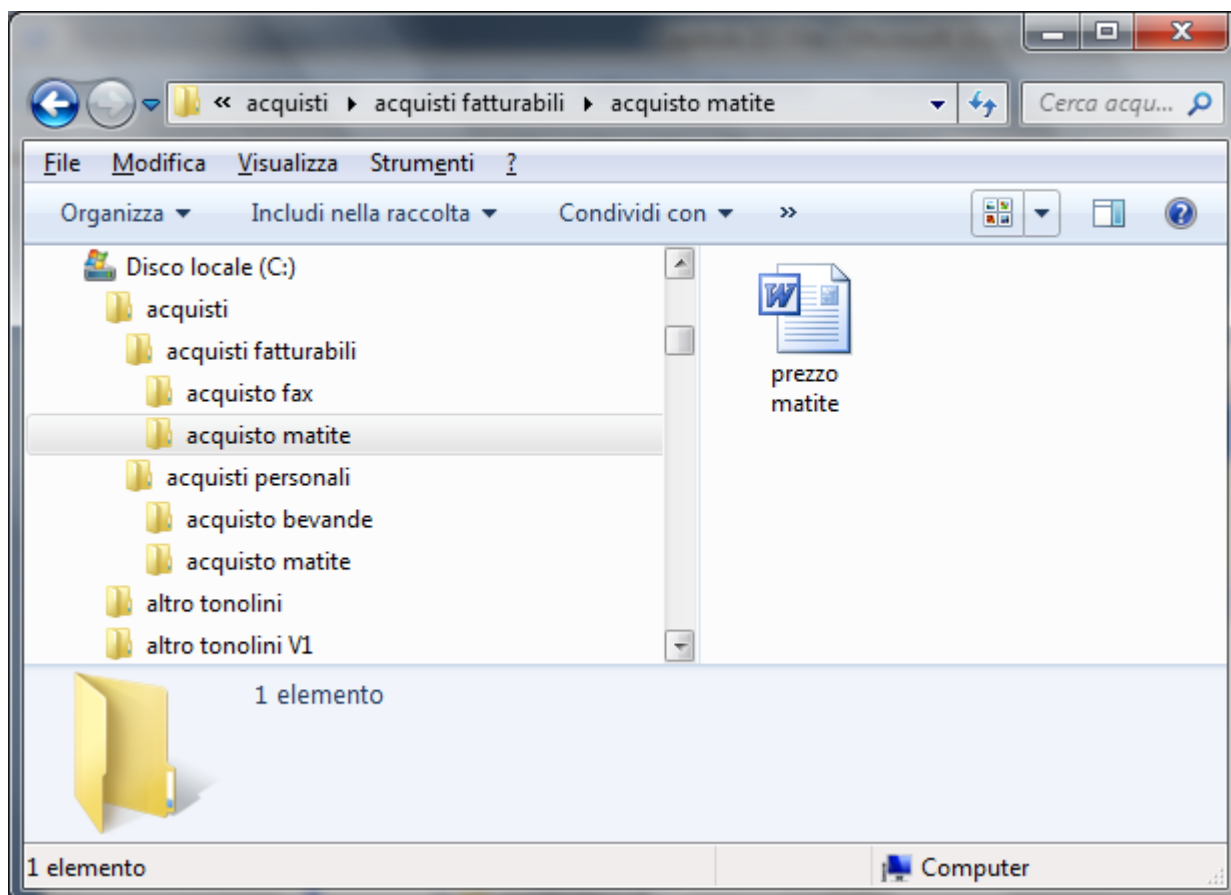 « acquisti ▸ acquisti fatturabili ▸ acquisto matite
Cerca acqu...
File Modifica Visualizza Strumenti ?
Organizza Includi nella raccolta Condividi con »
Disco locale (C:)
acquisti
acquisti fatturabili
acquisto fax
acquisto matite
acquisti personali
acquisto bevande
acquisto matite
altro tonolini
altro tonolini V1
prezzo
matite
1 elemento
1 elemento
Computer